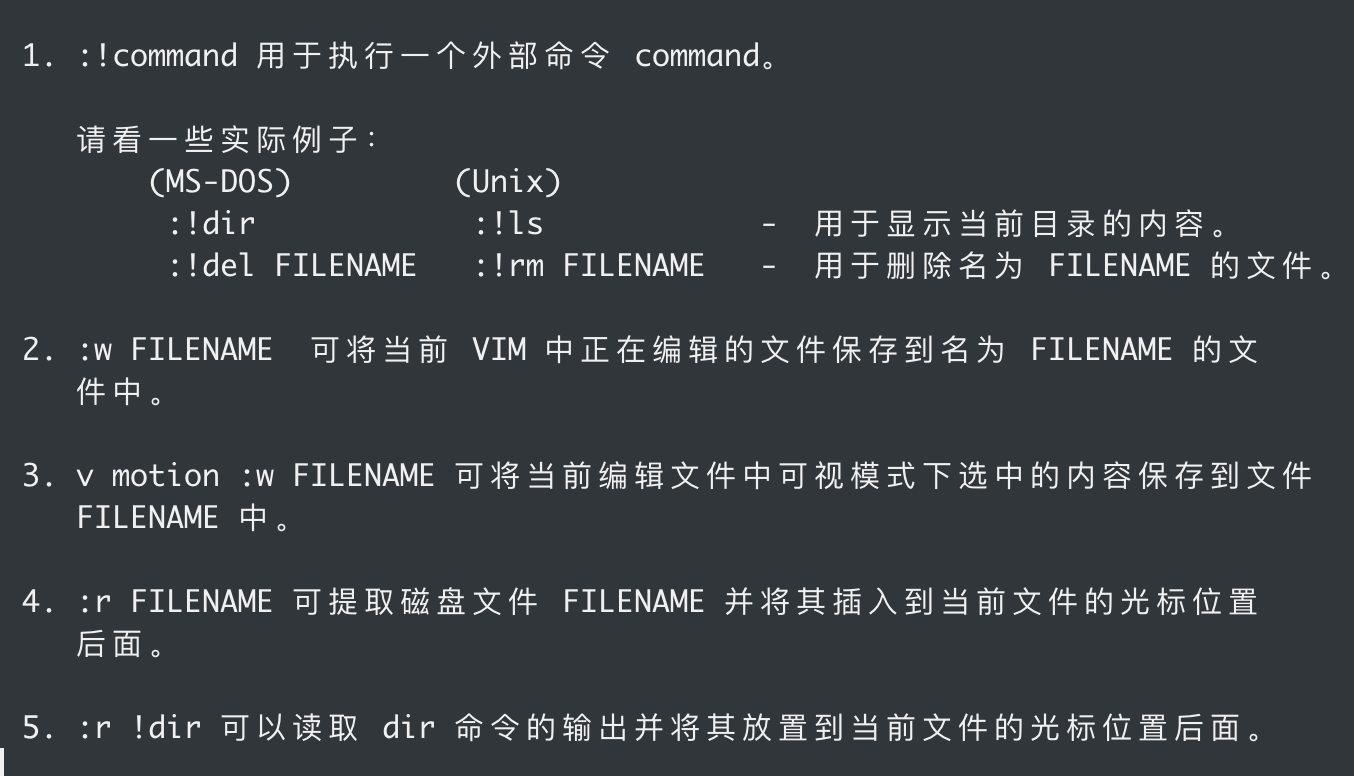 1. :!command 用于执行一个外部命令 command。
请看一些实际例子：
(MS-DOS) (Unix)
:!dir :!ls - 用于显示当前目录的内容。
:!del FILENAME :!rm FILENAME - 用于删除名为 FILENAME 的文件。
2. :w FILENAME 可将当前 VIM 中正在编辑的文件保存到名为 FILENAME 的文
件中。
3. v motion :w FILENAME 可将当前编辑文件中可视模式下选中的内容保存到文件
FILENAME 中。
4. :r FILENAME 可提取磁盘文件 FILENAME 并将其插入到当前文件的光标位置
后面。
5. :r !dir 可以读取 dir 命令的输出并将其放置到当前文件的光标位置后面。